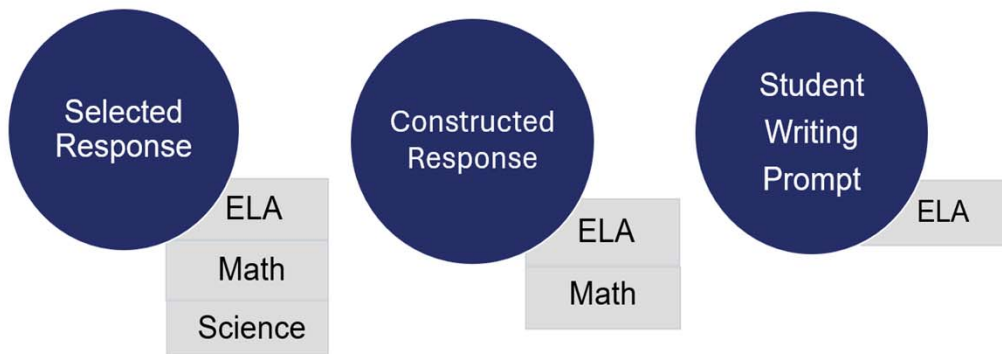 Selected
Response
ELA
Math
Science
Constructed
Response
ELA
Math
Student
Writing
Prompt
ELA